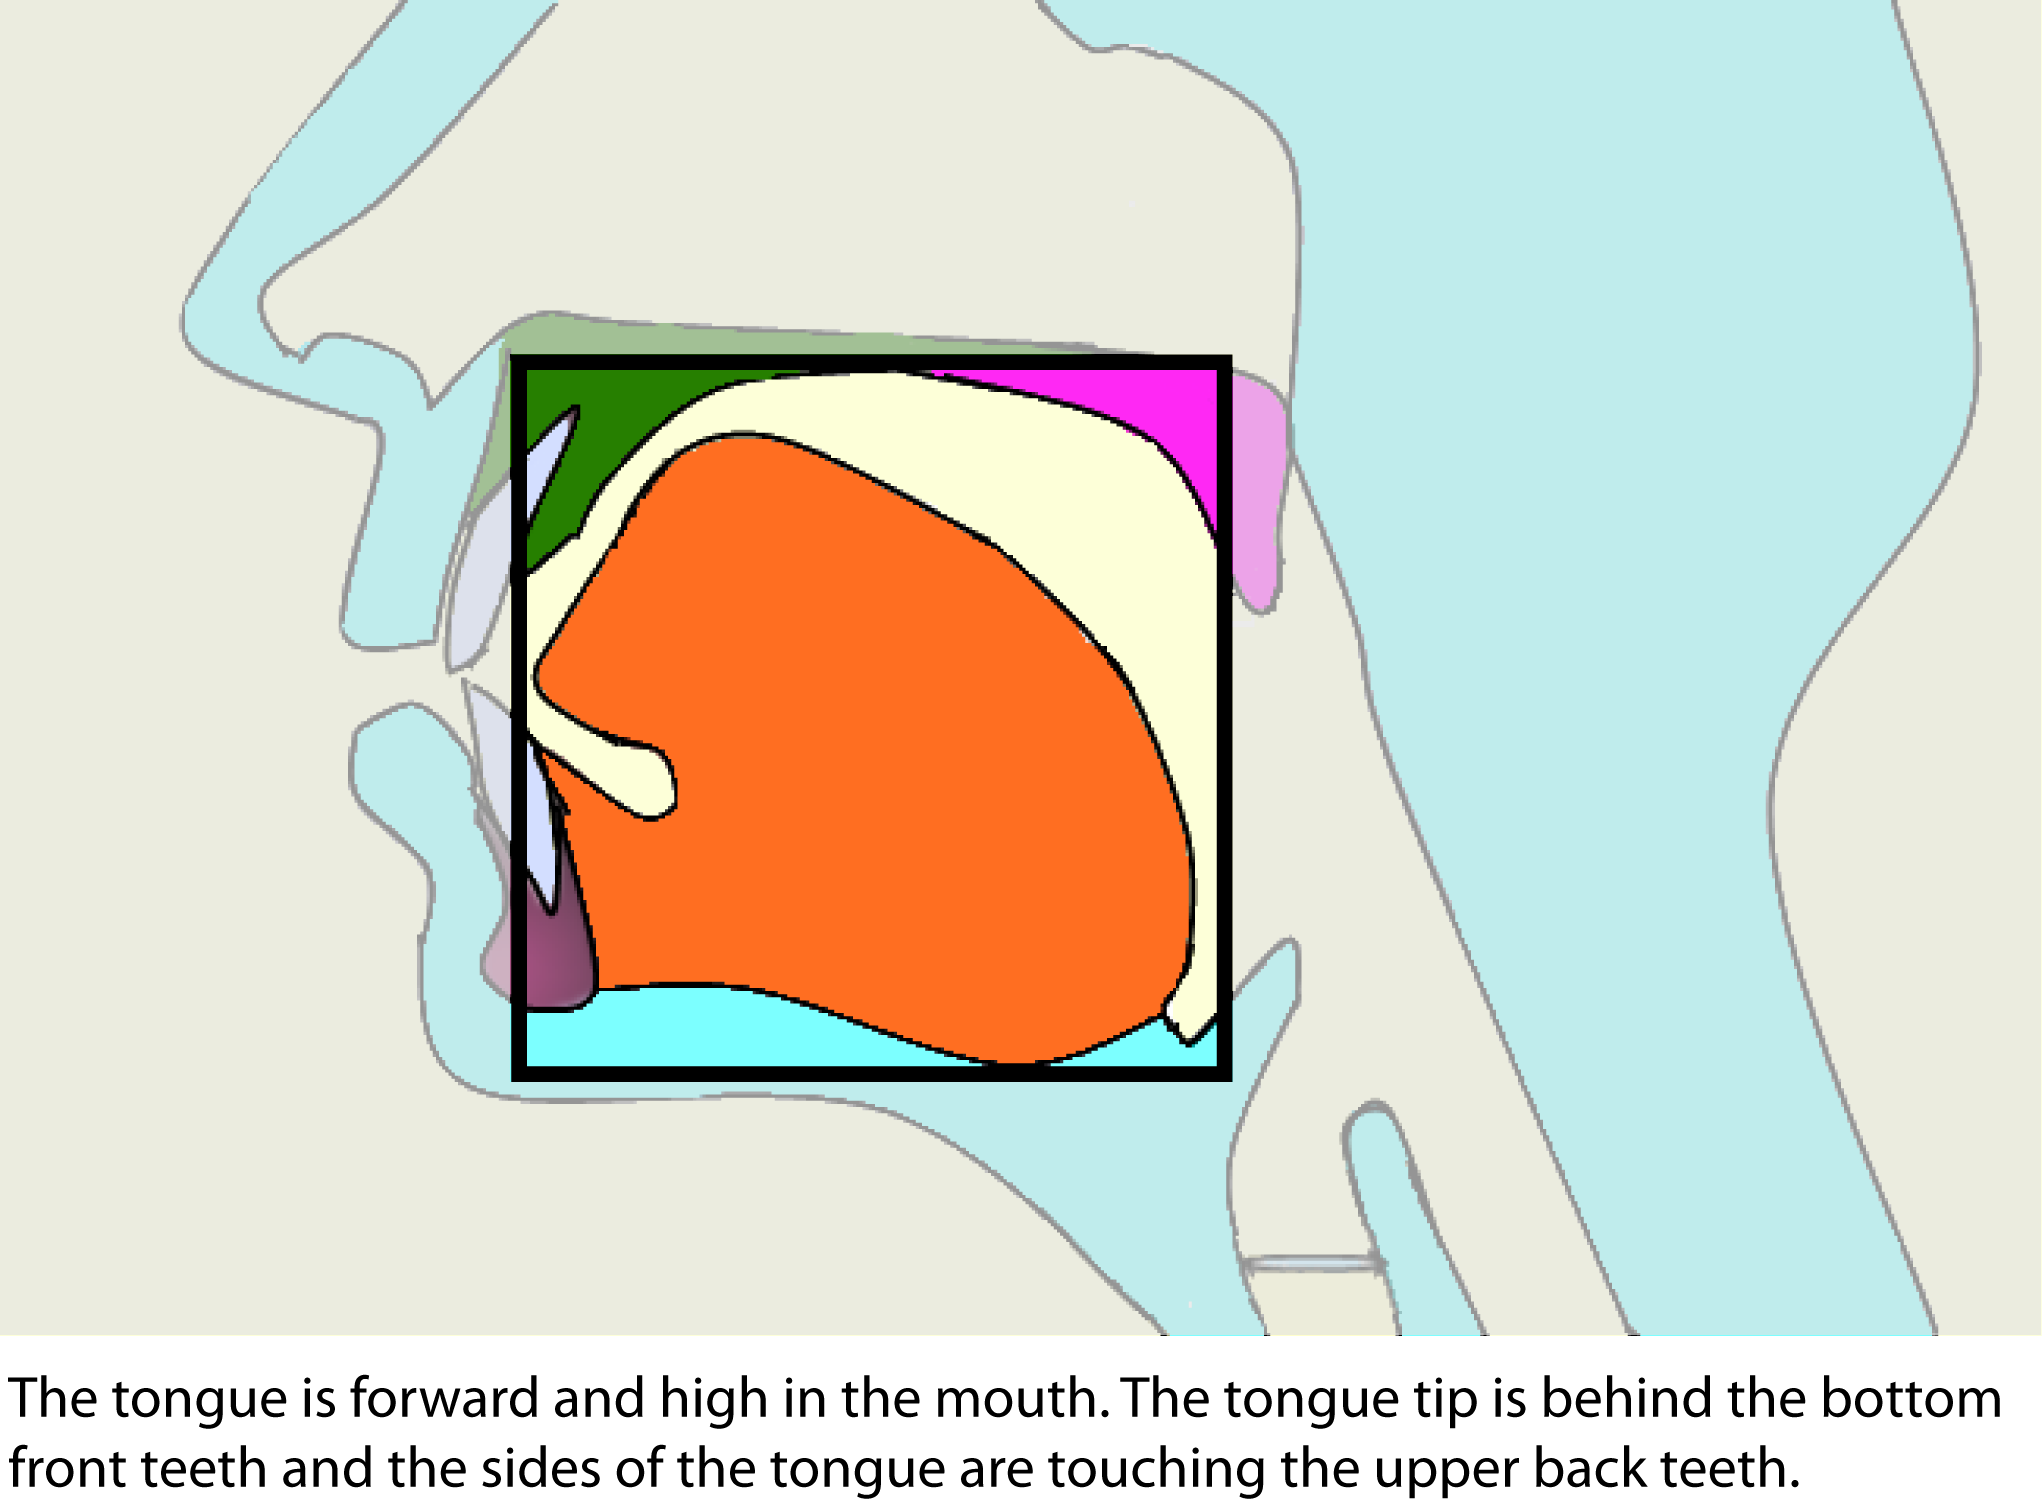 The tongue is forward and high in the mouth. The tongue tip is behind the bottom
front teeth and the sides of the tongue are touching the upper back teeth.